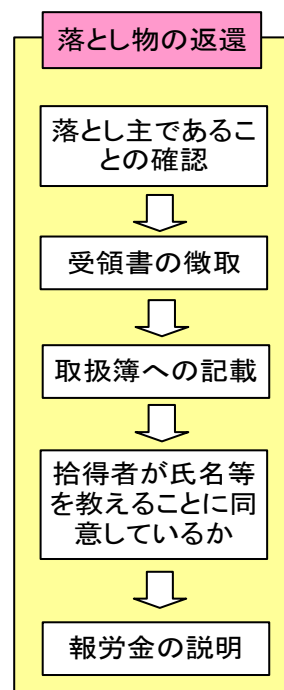 落とし物の返還
落とし主であるこ
との確認
受領書の徴取
取扱簿への記載
拾得者が氏名等
を教えることに同
意しているか
報労金の説明